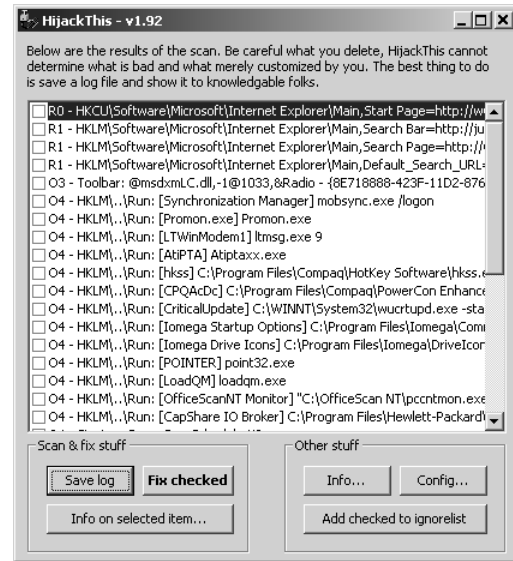 HijackThis - v1.92
Below are the results of the scan. Be careful what you delete, HijackThis cannot
determine what is bad and what merely customized by you. The best thing to do
is save a log file and show it to knowledgable folks.
R0 - HKCU\Software\Microsoft\Internet Explorer\Main,Start Page=http://w
R1 - HKLM\Software\Microsoft\Internet Explorer\Main,Search Bar=http://ju
R1 - HKLM\Software\Microsoft\Internet Explorer\Main,Search Page=http://
R1 - HKLM\Software\Microsoft\Internet Explorer\Main,Default_Search_URL=
O3 - Toolbar: @msdxmLC.dll,-1@1033,&Radio - {8E718888-423F-11D2-876
O4 - HKLM\..\Run: [Synchronization Manager] mobsync.exe /logon
O4 - HKLM\..\Run: [Promon.exe] Promon.exe
O4 - HKLM\..\Run: [LTWinModem1] ltmsg.exe 9
O4 - HKLM\..\Run: [AtiPTA] Atiptaxx.exe
O4 - HKLM\..\Run: [hkss] C:\Program Files\Compaq\HotKey Software\hkss.e
O4 - HKLM\..\Run: [CPQAcDc] C:\Program Files\Compaq\PowerCon Enhance
O4 - HKLM\..\Run: [CriticalUpdate] C:\WINNT\System32\wucrtupd.exe -sta
O4 - HKLM\..\Run: [Iomega Startup Options] C:\Program Files\Iomega\Com
O4 - HKLM\..\Run: [Iomega Drive Icons] C:\Program Files\Iomega\DriveIcon
O4 - HKLM\..\Run: [POINTER] point32.exe
O4 - HKLM\..\Run: [LoadQM] loadqm.exe
O4 - HKLM\..\Run: [OfficeScanNT Monitor] "C:\OfficeScan NT\pccntmon.exe
O4 - HKLM\..\Run: [CapShare IO Broker] C:\Program Files\Hewlett-Packard\
Scan & fix stuff
Other stuff
Save log
Fix checked
Info...
Config...
Info on selected item...
Add checked to ignorelist